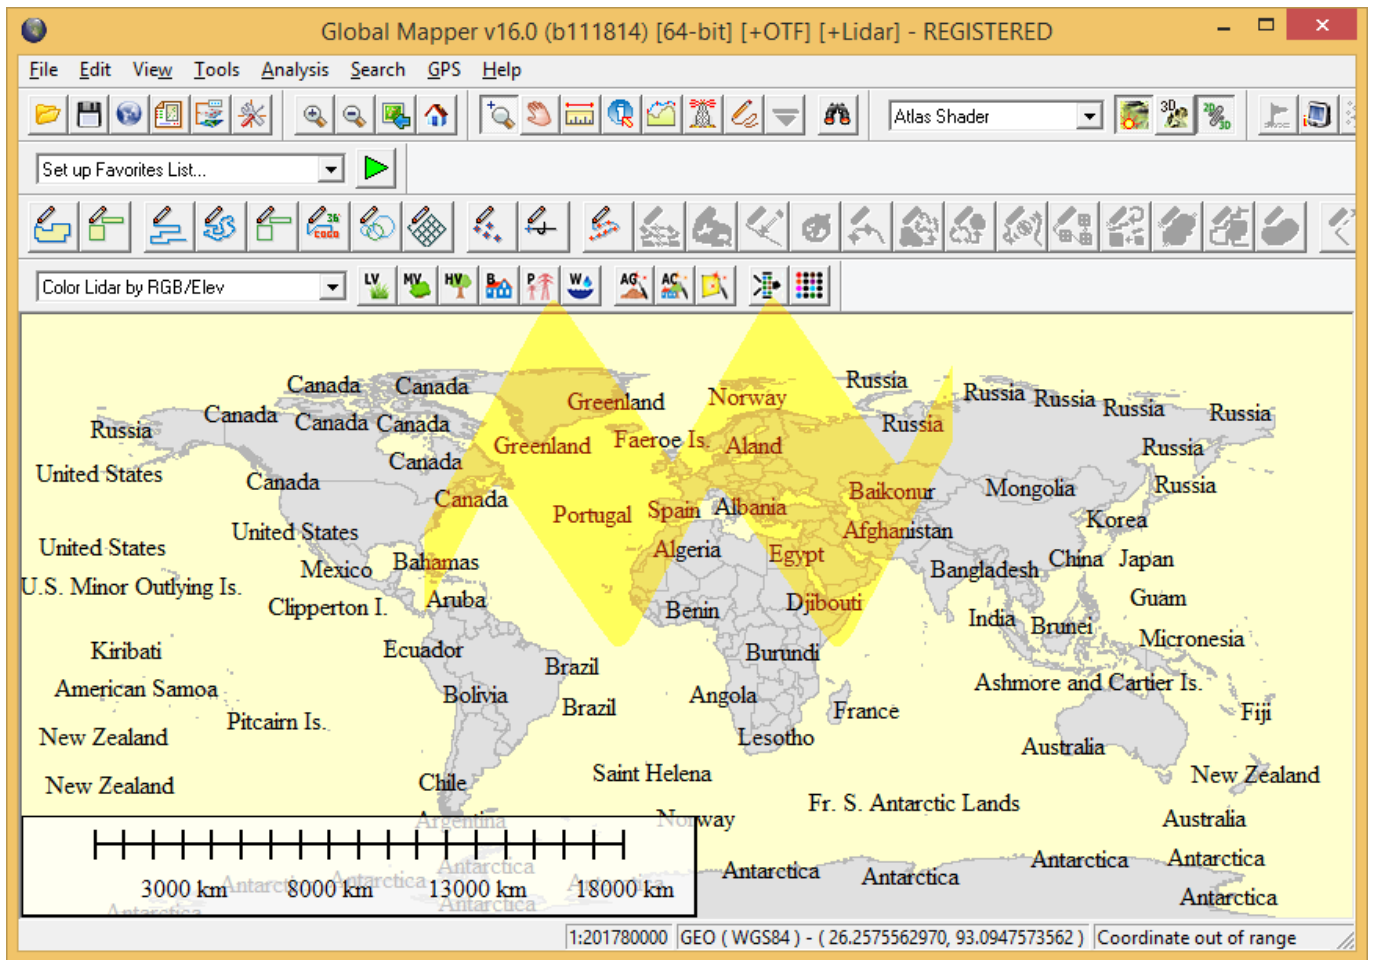 Global Mapper v16.0 (b111814) [64-bit] [+OTF] [+Lidar] - REGISTERED
File Edit View Tools Analysis Search GPS Help
Atlas Shader
Set up Favorites List...
Color Lidar by RGB/Elev
Canada Canada Russia
Greenland Norway Russia Russia Russia
Canada Canada Canada Russia Russia
Russia
Greenland Faeroe Is. Aland Russia
Canada
United States Canada Baikonur Mongolia Russia
Canada Portugal Spain Albania Korea
United States Afghanistan
United States Algeria Egypt China Japan
Mexico Bahamas Bangladesh
U.S. Minor Outlying Is.
Clipperton I. Aruba Benin Djibouti Guam
India Brunei Micronesia
Kiribati Ecuador Brazil Burundi
American Samoa Bolivia Angola Ashmore and Cartier Is.
Pitcairn Is. Brazil France Fiji
New Zealand Lesotho Australia
New Zealand Chile Saint Helena New Zealand
Fr. S. Antarctic Lands
Argentina Norway Australia
Antarctica Antarctica Antarctica Antarctica
Antarctica
3000 km 8000 km 13000 km 18000 km
Antarctica Antarctica
1:201780000 GEO ( WGS84 ) - ( 26.2575562970, 93.0947573562 ) Coordinate out of range